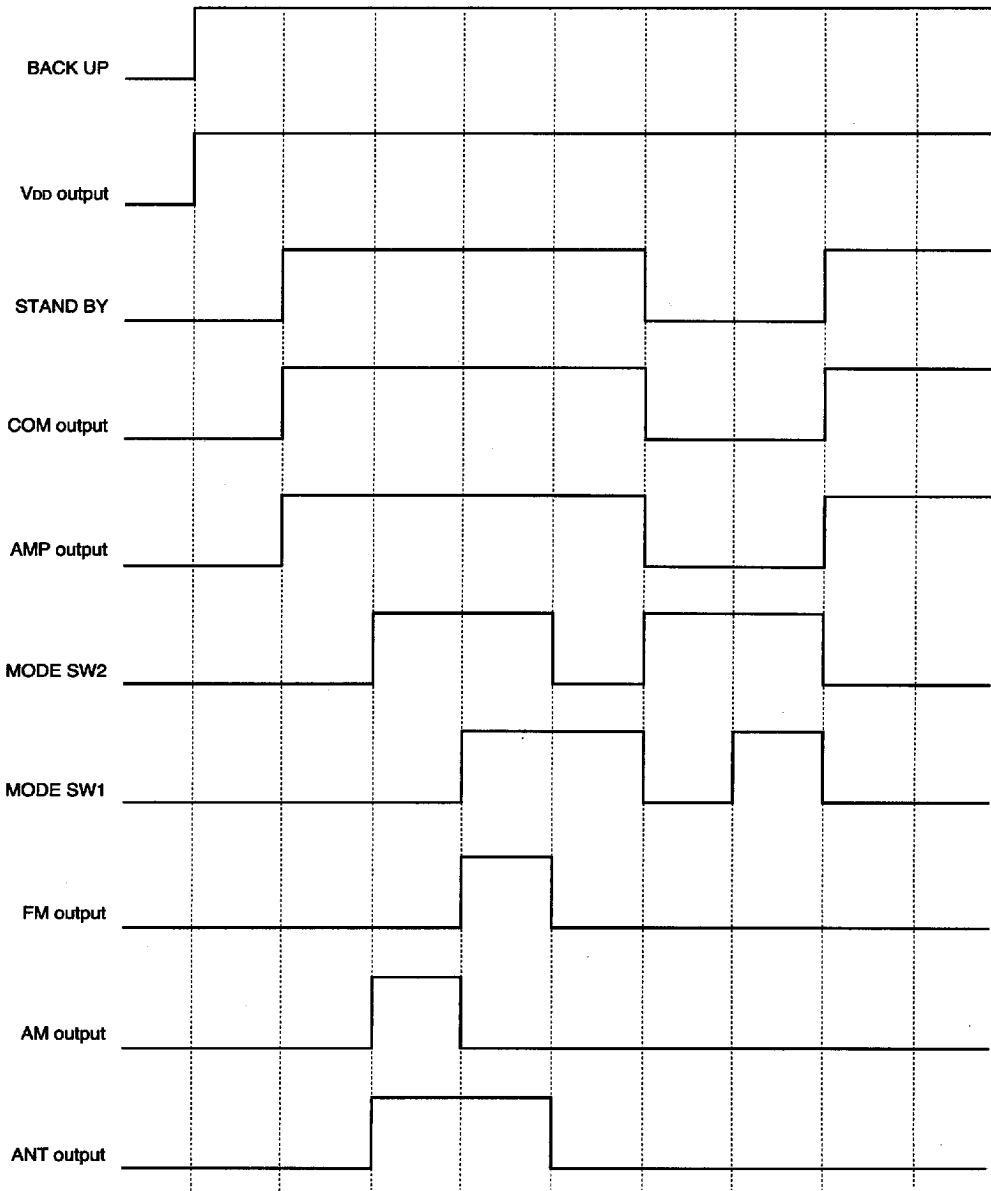 BACK UP
VDD output
STAND BY
COM output
AMP output
MODE SW2
MODE SW1
FM output
AM output
ANT output